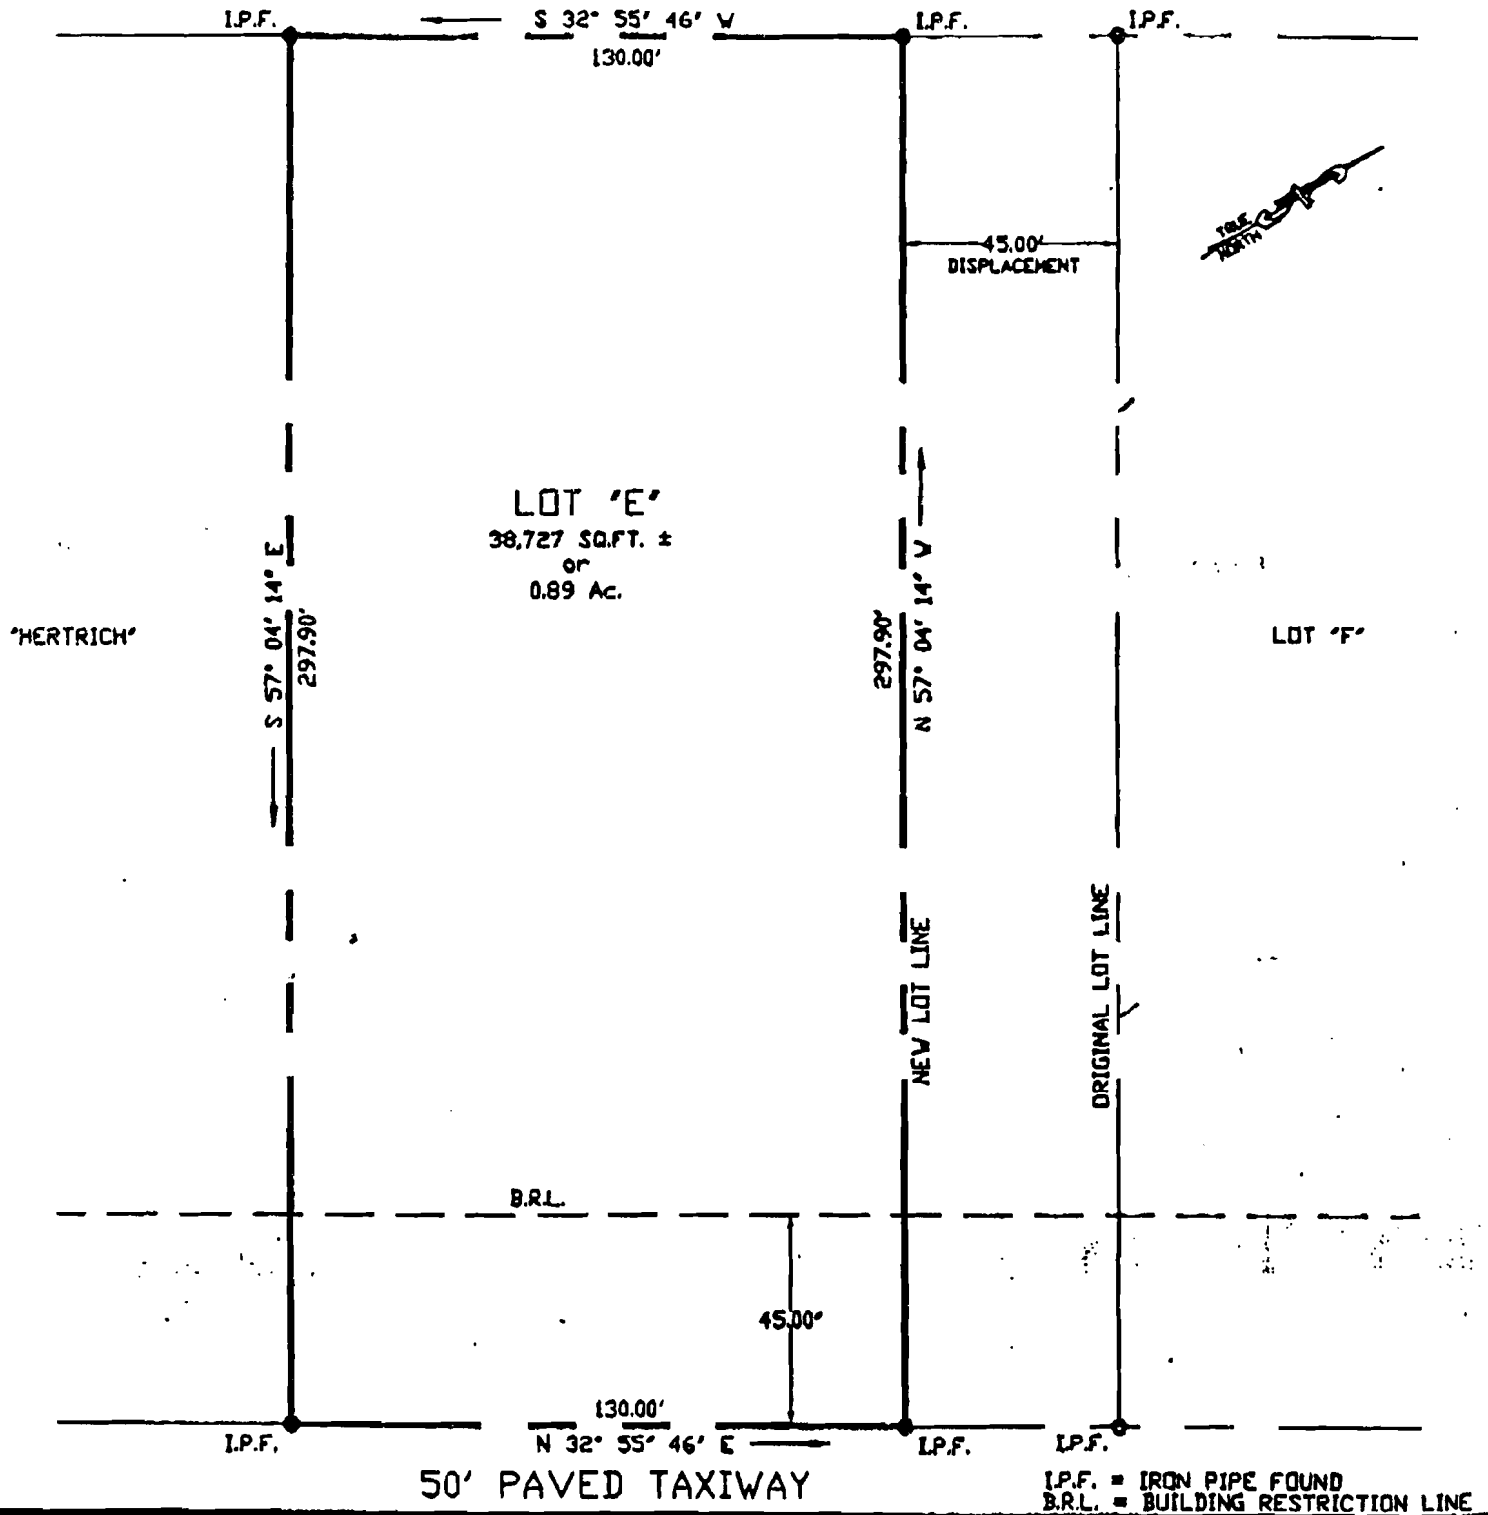 I.P.F.
S 32° 55' 46" W
I.P.F.
I.P.F.
130.00'
TRUE
NORTH
45.00'
DISPLACEMENT
LOT "E"
38,727 SQ.FT. ±
or
0.89 Ac.
S 57° 04' 14" E
297.90'
297.90'
N 57° 04' 14" W
"HERTRICH"
LOT "F"
NEW LOT LINE
ORIGINAL LOT LINE
B.R.L.
45.00'
130.00'
I.P.F.
N 32° 55' 46" E
I.P.F.
I.P.F.
50' PAVED TAXIWAY
I.P.F. = IRON PIPE FOUND
B.R.L. = BUILDING RESTRICTION LINE